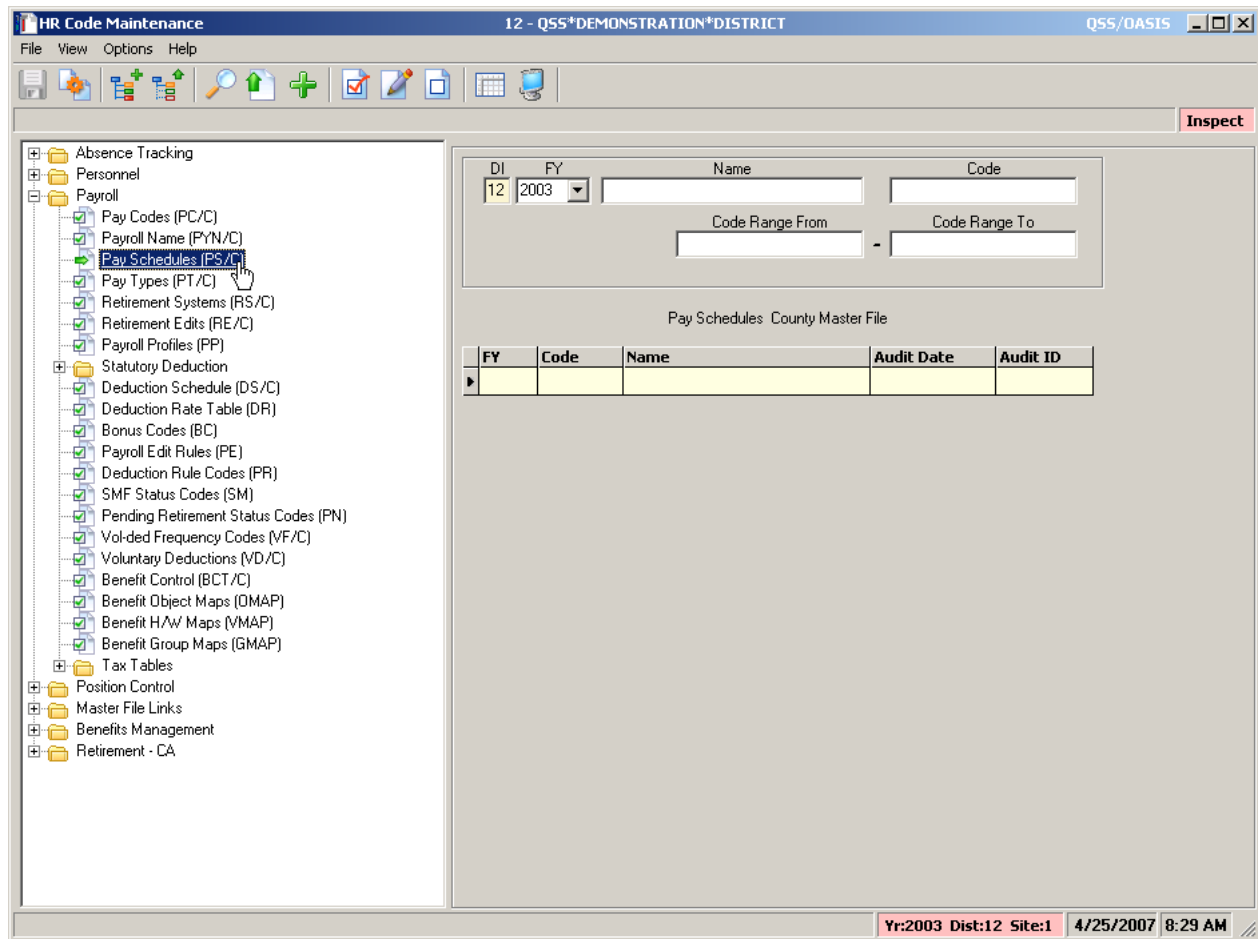 HR Code Maintenance 12 - QSS*DEMONSTRATION*DISTRICT QSS/OASIS
File View Options Help
Inspect
Absence Tracking
Personnel
Payroll
Pay Codes (PC/C)
Payroll Name (PYN/C)
Pay Schedules (PS/C)
Pay Types (PT/C)
Retirement Systems (RS/C)
Retirement Edits (RE/C)
Payroll Profiles (PP)
Statutory Deduction
Deduction Schedule (DS/C)
Deduction Rate Table (DR)
Bonus Codes (BC)
Payroll Edit Rules (PE)
Deduction Rule Codes (PR)
SMF Status Codes (SM)
Pending Retirement Status Codes (PN)
Vol-ded Frequency Codes (VF/C)
Voluntary Deductions (VD/C)
Benefit Control (BCT/C)
Benefit Object Maps (OMAP)
Benefit H/W Maps (VMAP)
Benefit Group Maps (GMAP)
Tax Tables
Position Control
Master File Links
Benefits Management
Retirement - CA
DI FY Name Code
12 2003
Code Range From Code Range To
-
Pay Schedules County Master File
FY Code Name Audit Date Audit ID
Yr:2003 Dist:12 Site:1 4/25/2007 8:29 AM